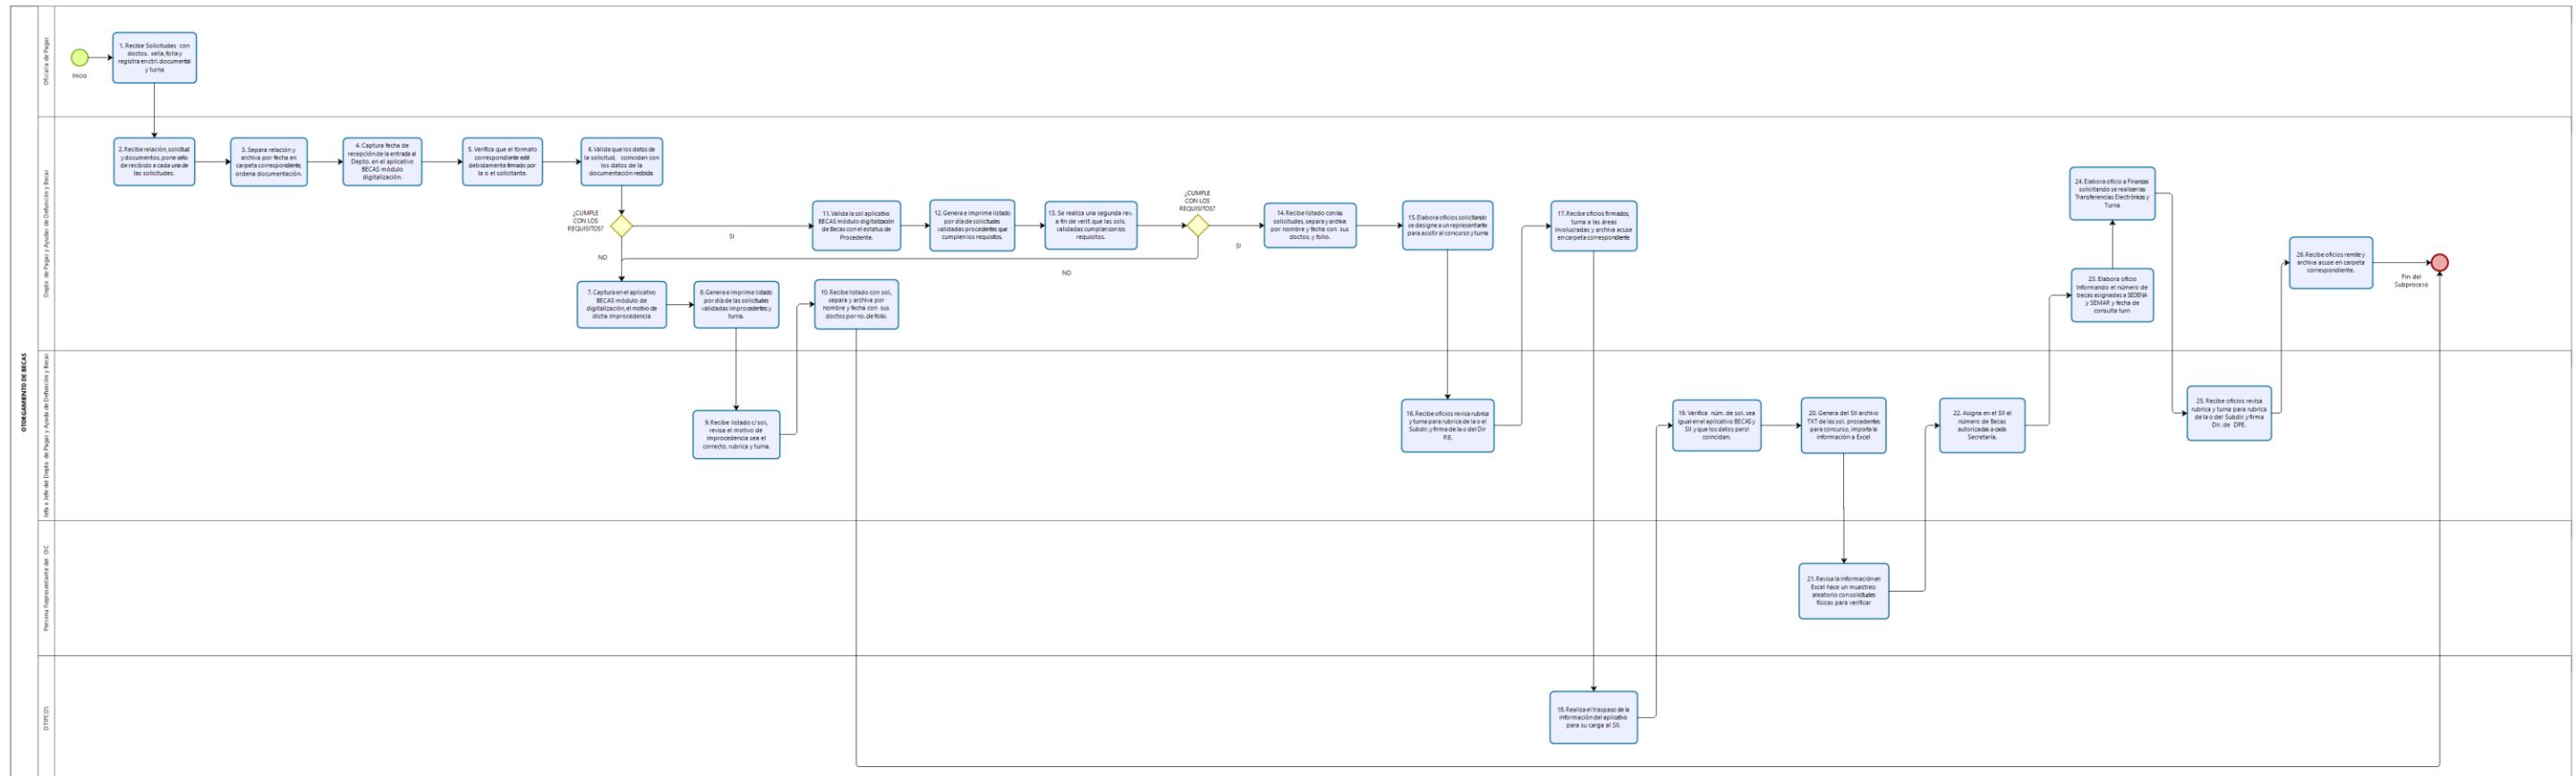 OTORGAMIENTO DE BECAS
Oficialía de Pagas
Inicio
1. Recibe Solicitudes con
doctos. sella, folia y
registra en ctrl. documental
y turna
Depto. de Pagas y Ayudas de Defunción y Becas
2. Recibe relación, solicitud
y documentos, pone sello
de recibido a cada una de
las solicitudes.
3. Separa relación y
archiva por fecha en
carpeta correspondiente,
ordena documentación.
4. Captura fecha de
recepción de la entrada al
Depto. en el aplicativo
BECAS módulo
digitalización.
5. Verifica que el formato
correspondiente esté
debidamente firmado por
la o el solicitante.
6. Valida que los datos de
la solicitud, coincidan con
los datos de la
documentación recibida.
¿CUMPLE
CON LOS
REQUISITOS?
SI
NO
7. Captura en el aplicativo
BECAS módulo de
digitalización, el motivo de
dicha improcedencia
8. Genera e imprime listado
por día de las solicitudes
validadas improcedentes y
turna.
10. Recibe listado con sol,
separa y archiva por
nombre y fecha con sus
doctos por no. de folio.
11. Valida la sol aplicativo
BECAS módulo digitalización
de Becas con el estatus de
Procedente.
12. Genera e imprime listado
por día de solicitudes
validadas procedentes que
cumplen los requisitos.
13. Se realiza una segunda rev.
a fin de verif. que las sols.
validadas cumplan con los
requisitos.
¿CUMPLE
CON LOS
REQUISITOS?
SI
NO
14. Recibe listado con las
solicitudes, separa y archiva
por nombre y fecha con sus
doctos. y folio.
15. Elabora oficios solicitando
se designe a un representante
para asistir al concurso y turna
17. Recibe oficios firmados,
turna a las áreas
involucradas y archiva acuse
en carpeta correspondiente
24. Elabora oficio a Finanzas
solicitando se realicen las
Transferencias Electrónicas y
Turna
23. Elabora oficio
Informando el número de
becas asignadas a SEDENA
y SEMAR y fecha de
consulta turn
26. Recibe oficios remite y
archiva acuse en carpeta
correspondiente.
Fin del
Subproceso
Jefa o Jefe del Depto. de Pagas y Ayuda de Defunción y Becas
9. Recibe listado c/sol,
revisa el motivo de
improcedencia sea el
correcto, rubrica y turna.
16. Recibe oficios revisa rubrica
y turna para rubrica de la o el
Subdir. y firma de la o del Dir
P.E.
19. Verifica núm. de sol. sea
igual en el aplicativo BECAS y
SII y que los datos persl
coincidan.
20. Genera del SII archivo
TXT de las sol. procedentes
para concurso, importa la
información a Excel
22. Asigna en el SII el
número de Becas
autorizadas a cada
Secretaría.
25. Recibe oficios revisa
rubrica y turna para rubrica
de la o del Subdir. y firma
Dir. de DPE.
Persona Representante del OIC
21. Revisa la información en
Excel hace un muestreo
aleatorio con solicitudes
físicas para verificar
DTIPCOS
18. Realiza el traspaso de la
información del aplicativo
para su carga al SII.